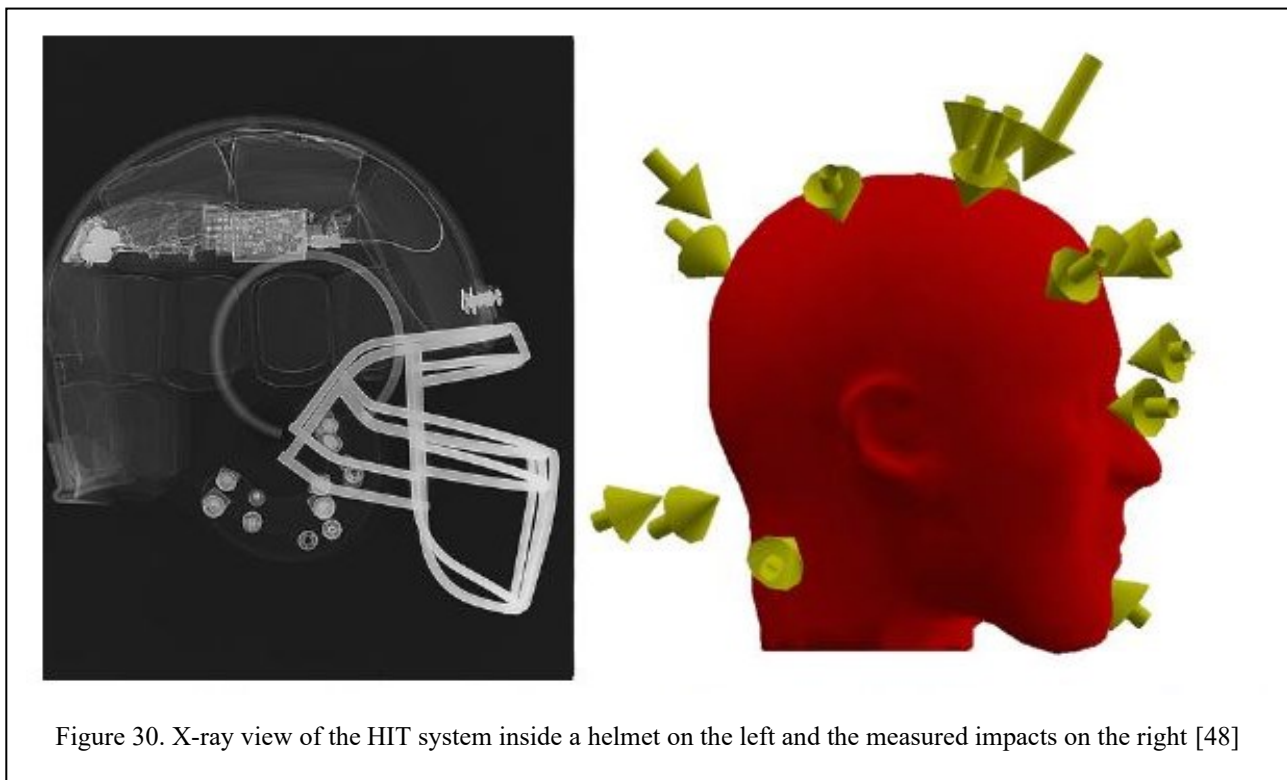 Figure 30. X-ray view of the HIT system inside a helmet on the left and the measured impacts on the right [48]